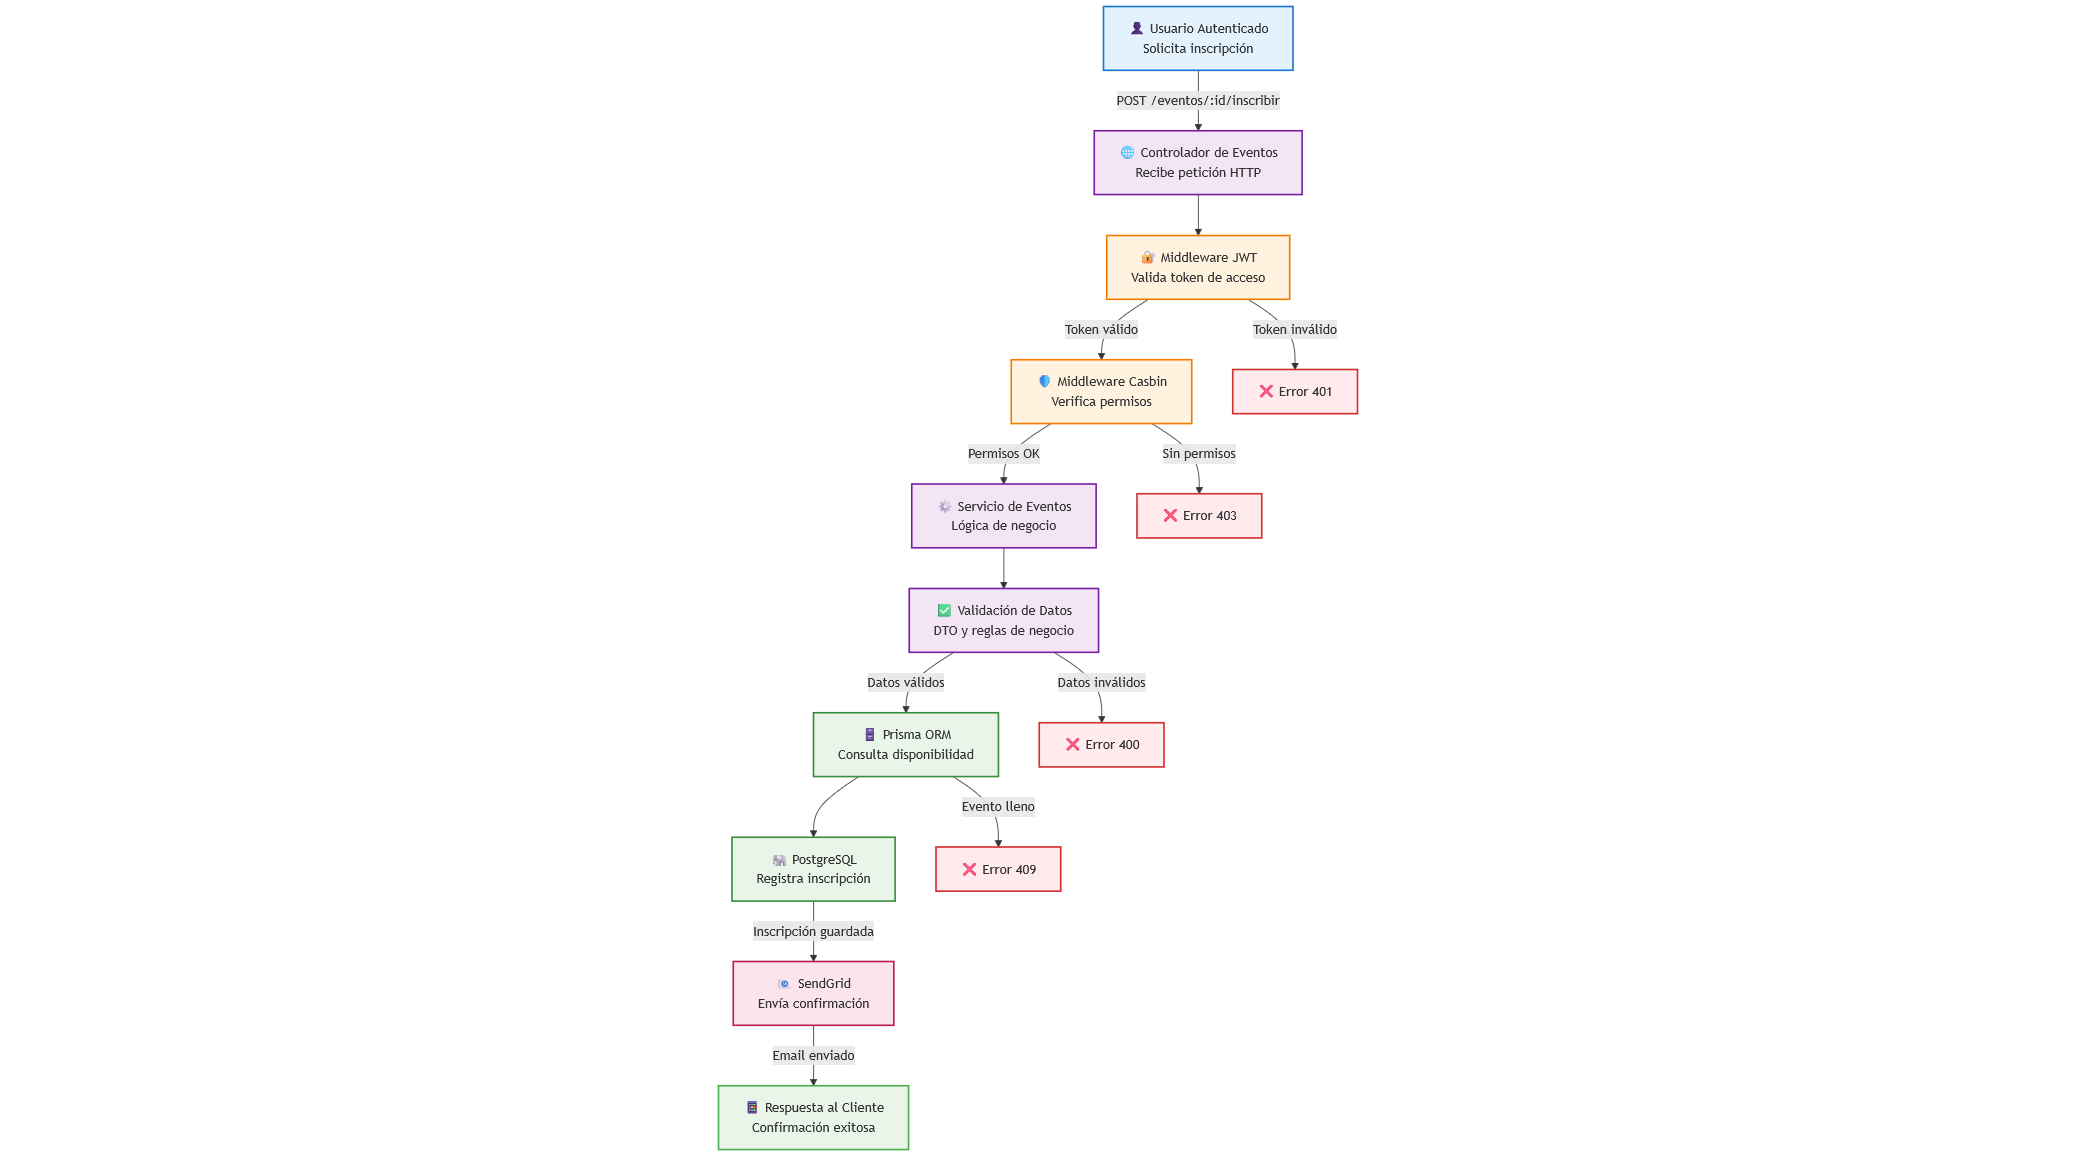 👤 Usuario Autenticado
Solicita inscripción
POST /eventos/:id/inscribir
🌐 Controlador de Eventos
Recibe petición HTTP
🔐 Middleware JWT
Valida token de acceso
Token válido
Token inválido
🛡️ Middleware Casbin
Verifica permisos
❌ Error 401
Permisos OK
Sin permisos
⚙️ Servicio de Eventos
Lógica de negocio
❌ Error 403
✅ Validación de Datos
DTO y reglas de negocio
Datos válidos
Datos inválidos
🗄️ Prisma ORM
Consulta disponibilidad
❌ Error 400
Evento lleno
🐘 PostgreSQL
Registra inscripción
❌ Error 409
Inscripción guardada
📧 SendGrid
Envía confirmación
Email enviado
📱 Respuesta al Cliente
Confirmación exitosa